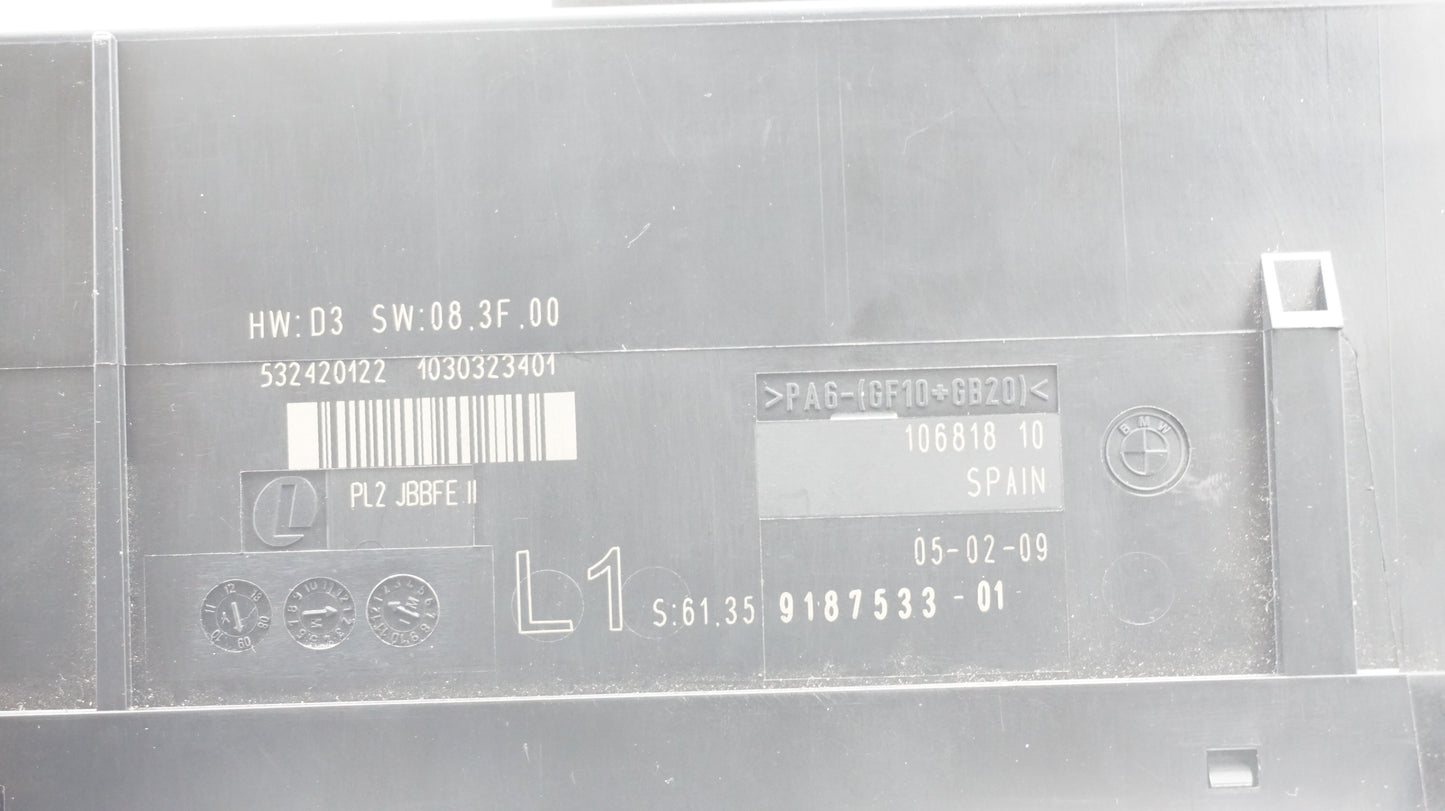 HW:D3 SW:08.3F.00
532420122 1030323401
PL2 JBBFE II
L1
S:61.35 9187533-01
>PA6-(GF10+GB20)<
106818 10
SPAIN
05-02-09
BMW
L